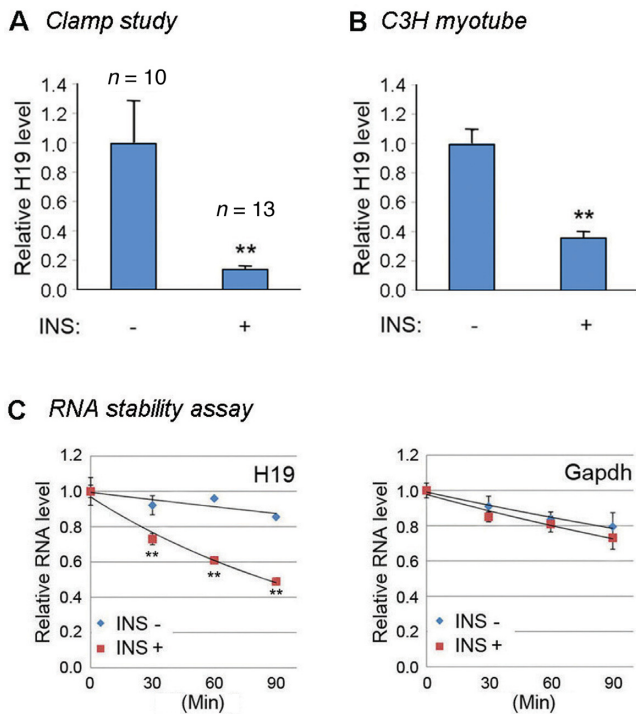 A Clamp study
Relative H19 level
1.4
1.2
1.0
0.8
0.6
0.4
0.2
0.0
n = 10
n = 13
**
INS: - +
B C3H myotube
Relative H19 level
1.4
1.2
1.0
0.8
0.6
0.4
0.2
0.0
**
INS: - +
C RNA stability assay
Relative RNA level
1.2
1.0
0.8
0.6
0.4
0.2
0.0
H19
**
**
**
INS -
INS +
0 30 60 90
(Min)
Relative RNA level
1.2
1.0
0.8
0.6
0.4
0.2
0.0
Gapdh
INS -
INS +
0 30 60 90
(Min)